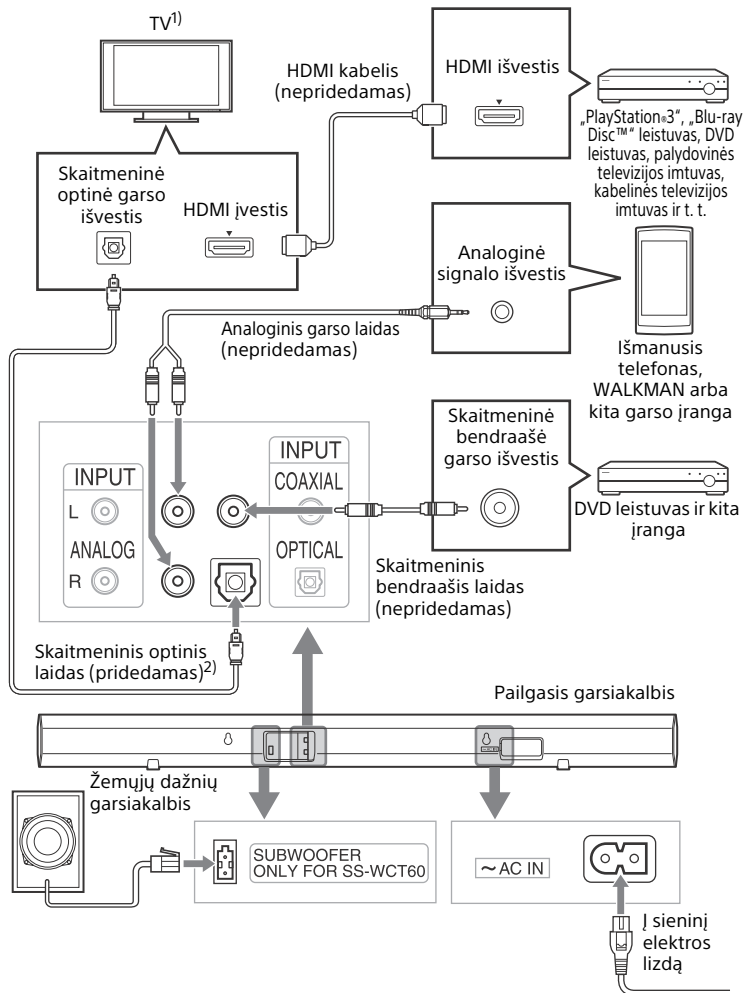 TV1)
HDMI kabelis
(nepridedamas)
HDMI išvestis
„PlayStation®3“, „Blu-ray
Disc™“ leistuvas, DVD
leistuvas, palydovinės
televizijos imtuvas,
kabelinės televizijos
imtuvas ir t. t.
Skaitmeninė
optinė garso
išvestis
HDMI įvestis
Analoginė
signalo išvestis
Analoginis garso laidas
(nepridedamas)
Išmanusis
telefonas,
WALKMAN arba
kita garso įranga
Skaitmeninė
bendraašė
garso išvestis
DVD leistuvas ir kita
įranga
INPUT
L
ANALOG
R
INPUT
COAXIAL
OPTICAL
Skaitmeninis
bendraašis laidas
(nepridedamas)
Skaitmeninis optinis
laidas (pridedamas)2)
Pailgasis garsiakalbis
Žemųjų dažnių
garsiakalbis
SUBWOOFER
ONLY FOR SS-WCT60
~ AC IN
Į sieninį
elektros
lizdą